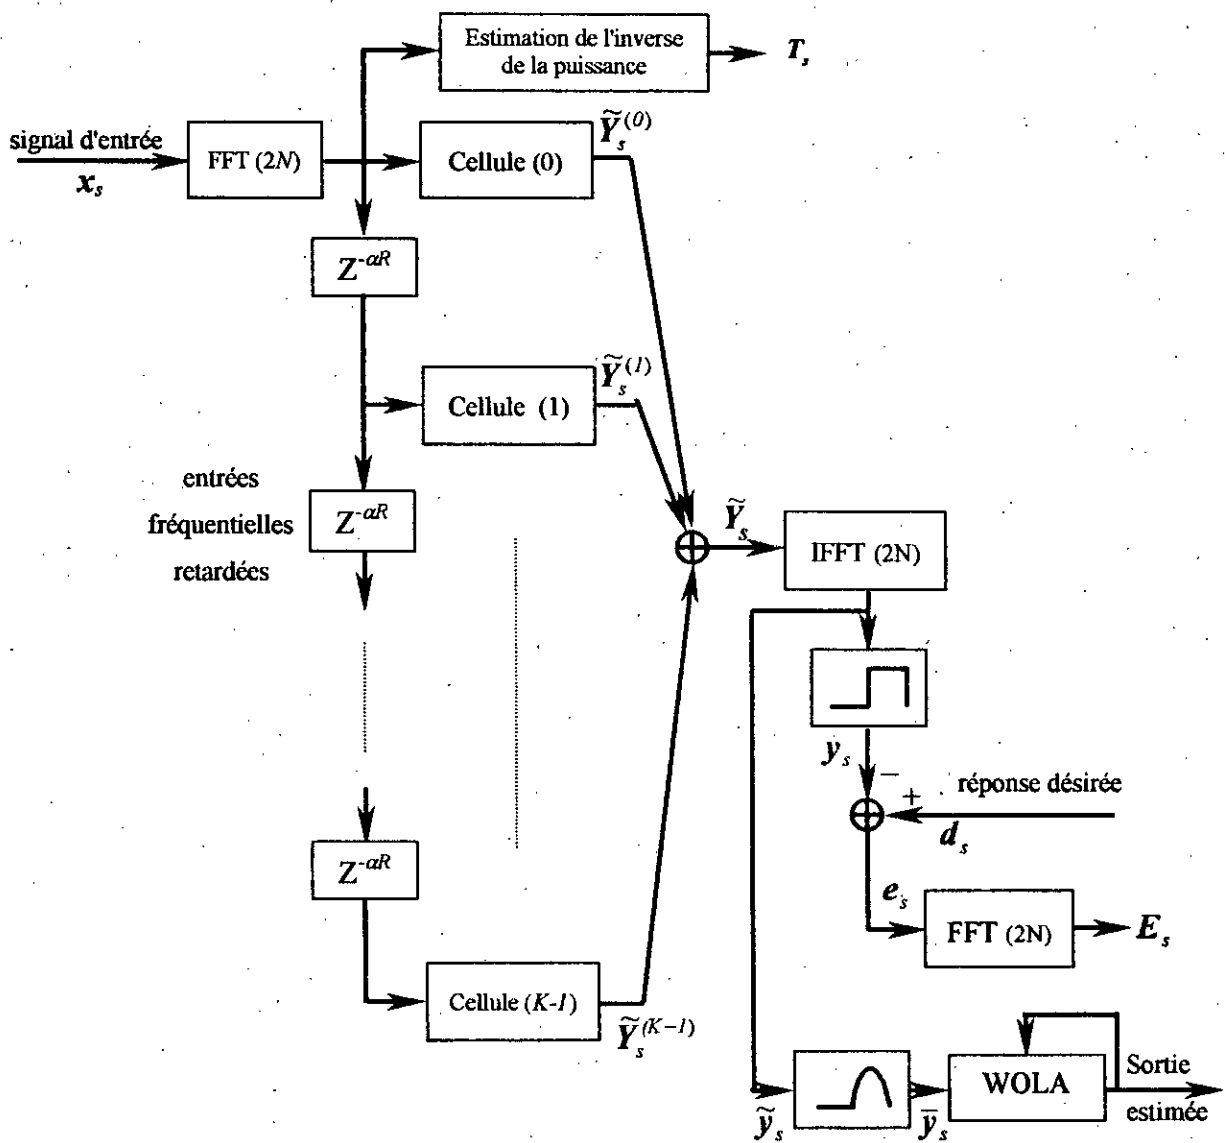 Estimation de l'inverse
de la puissance
T_s
signal d'entrée
x_s
FFT (2N)
Cellule (0)
Ỹ_s^(0)
Z^-αR
Cellule (1)
Ỹ_s^(1)
entrées
fréquentielles
retardées
Z^-αR
Ỹ_s
IFFT (2N)
y_s
−
+
réponse désirée
d_s
Z^-αR
e_s
FFT (2N)
E_s
Cellule (K-1)
Ỹ_s^(K−1)
WOLA
Sortie
estimée
ỹ_s
ȳ_s